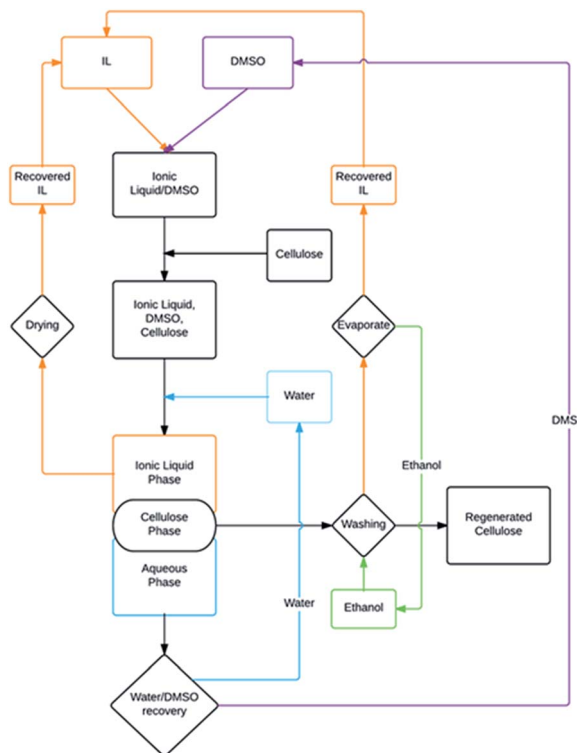 IL
DMSO
Recovered
IL
Ionic
Liquid/DMSO
Recovered
IL
Cellulose
Ionic Liquid,
DMSO,
Cellulose
Drying
Evaporate
Water
DMS
Ionic Liquid
Phase
Ethanol
Cellulose
Phase
Washing
Regenerated
Cellulose
Aqueous
Phase
Water
Ethanol
Water/DMSO
recovery